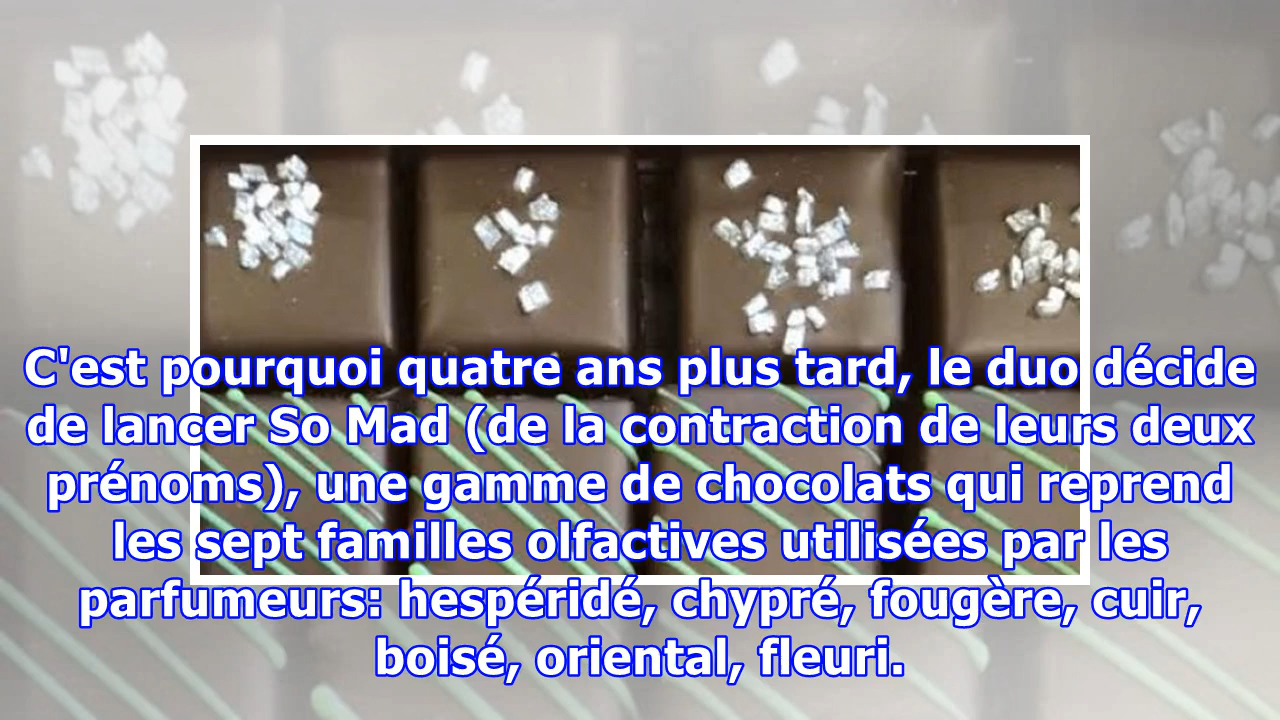 C'est pourquoi quatre ans plus tard, le duo décide
de lancer So Mad (de la contraction de leurs deux
prénoms), une gamme de chocolats qui reprend
les sept familles olfactives utilisées par les
parfumeurs: hespéridé, chypré, fougère, cuir,
boisé, oriental, fleuri.